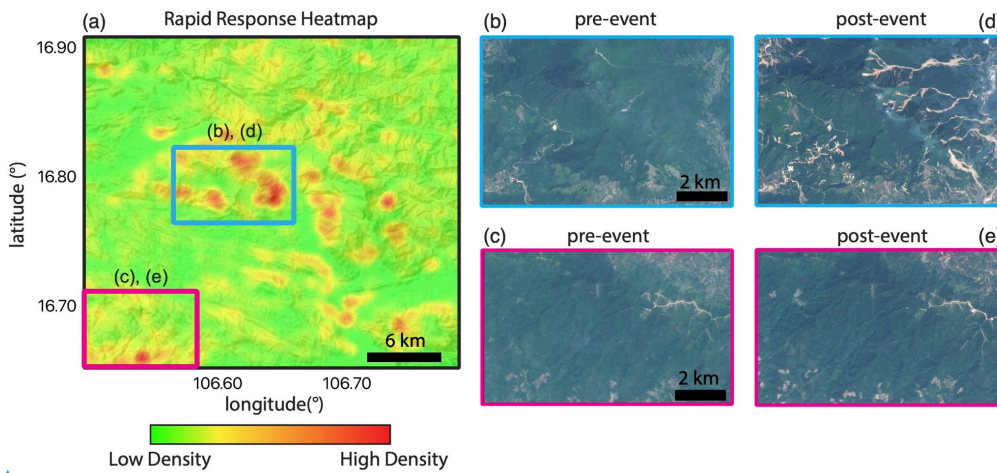 (a)
Rapid Response Heatmap
16.90
16.80
16.70
latitude (°)
(b), (d)
(c), (e)
6 km
106.60
106.70
longitude(°)
Low Density
High Density
(b)
pre-event
2 km
post-event
(d)
(c)
pre-event
2 km
post-event
(e)